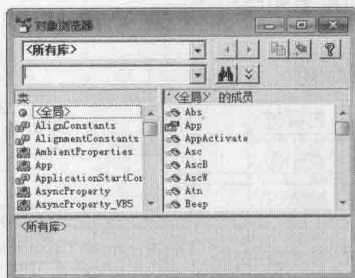 对象浏览器
<所有库>
?
类
'<全局>' 的成员
<全局>
AlignConstants
AlignmentConstants
AmbientProperties
App
ApplicationStartCon
AsyncProperty
AsyncProperty_VB5
Abs
App
AppActivate
Asc
AscB
AscW
Atn
Beep
<所有库>